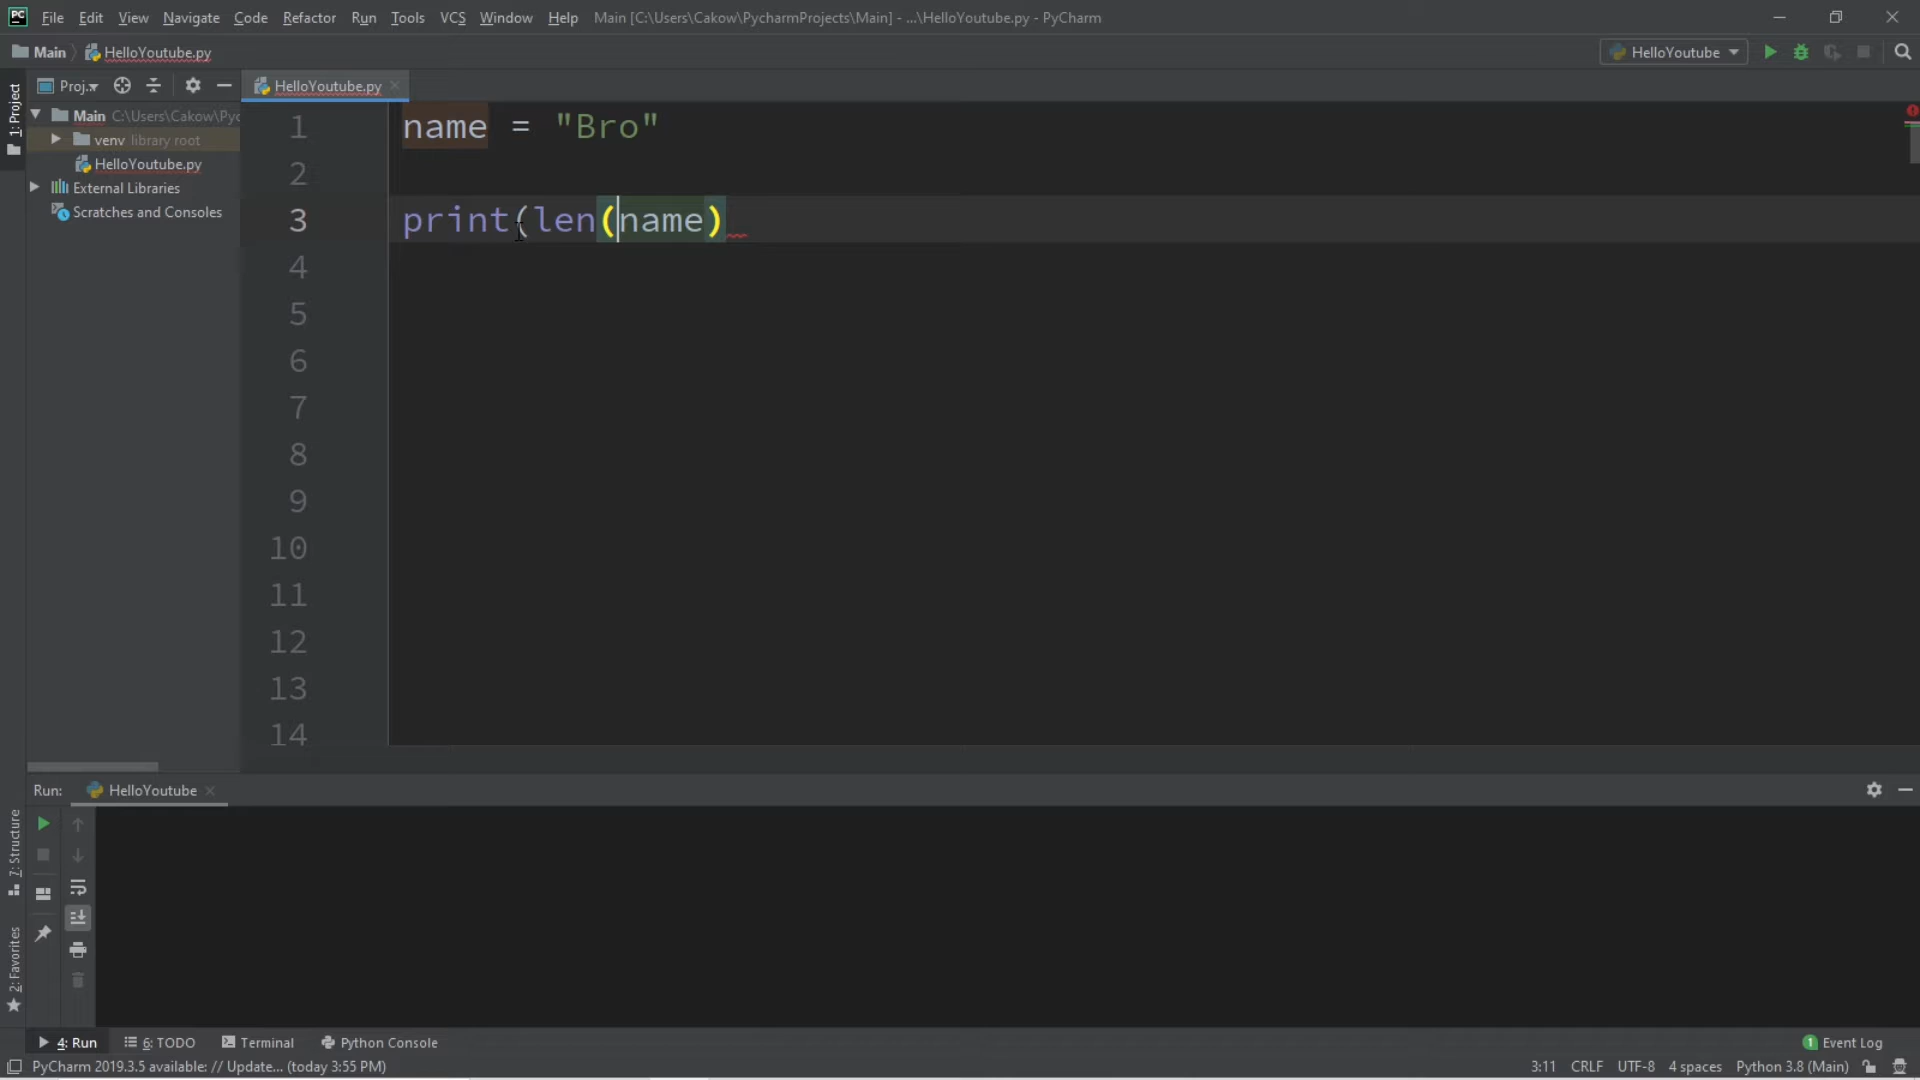 PC File Edit View Navigate Code Refactor Run Tools VCS Window Help Main [C:\Users\Cakow\PycharmProjects\Main] - ...\HelloYoutube.py - PyCharm
Main HelloYoutube.py HelloYoutube
1: Project Proj... HelloYoutube.py
Main C:\Users\Cakow\Pyc
venv library root
HelloYoutube.py
External Libraries
Scratches and Consoles
1 name = "Bro"
2
3 print(len(name)
4
5
6
7
8
9
10
11
12
13
14
Run: HelloYoutube
7: Structure
2: Favorites
4: Run 6: TODO Terminal Python Console 1 Event Log
PyCharm 2019.3.5 available: // Update... (today 3:55 PM) 3:11 CRLF UTF-8 4 spaces Python 3.8 (Main)